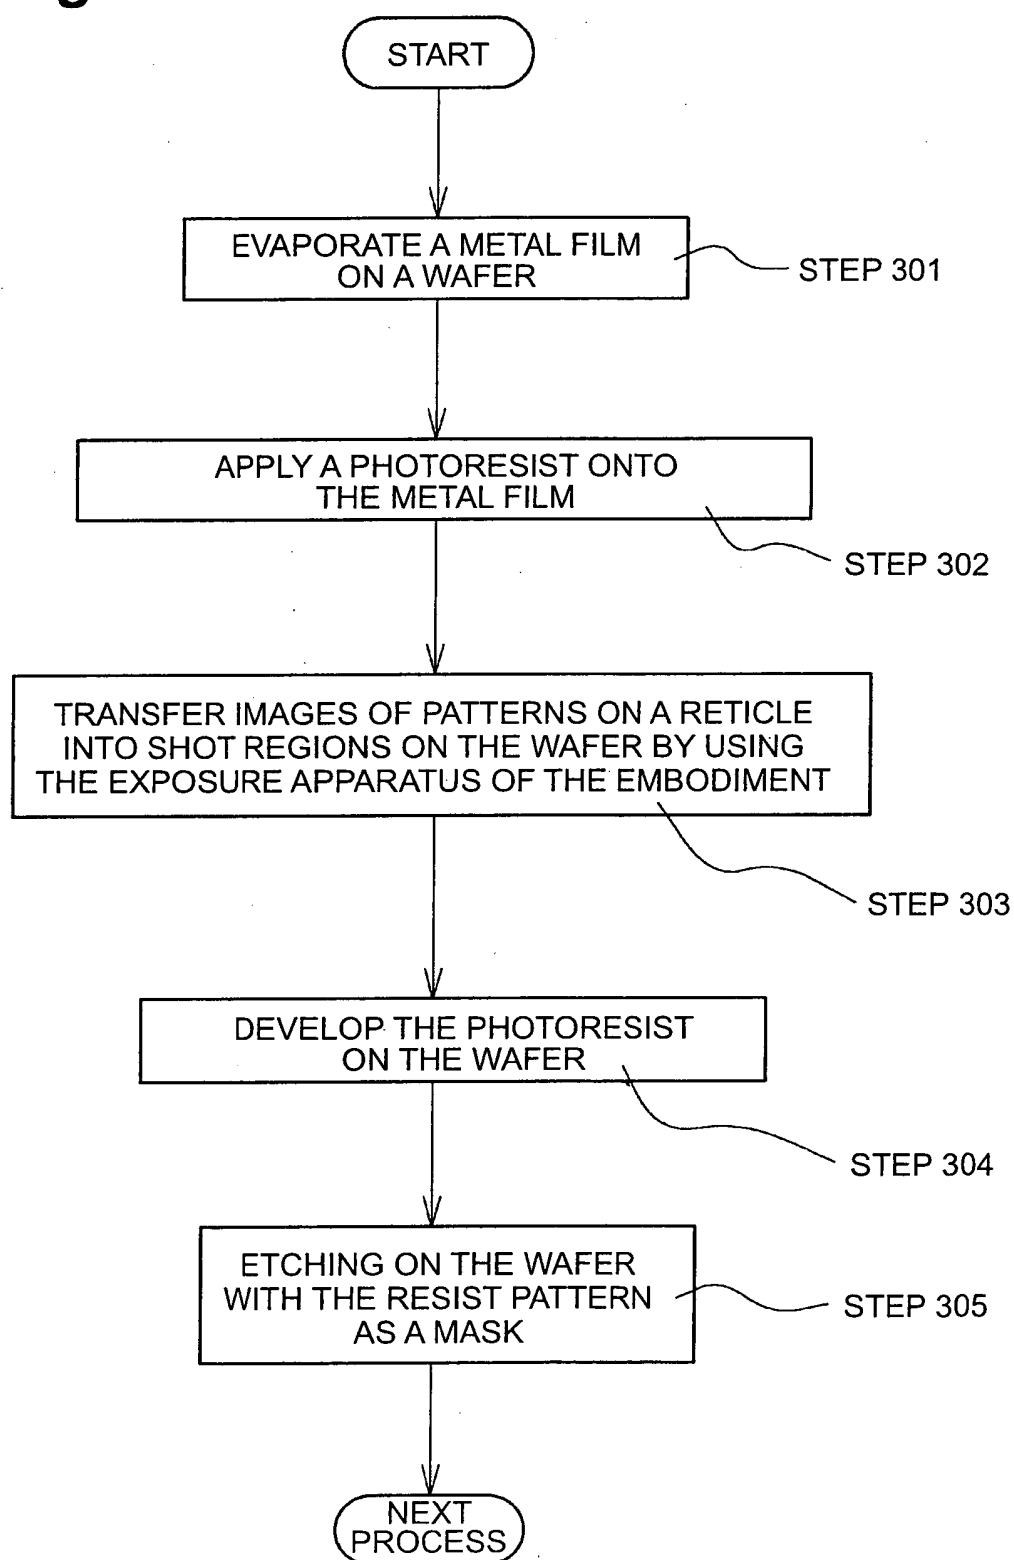 START
EVAPORATE A METAL FILM
ON A WAFER
STEP 301
APPLY A PHOTORESIST ONTO
THE METAL FILM
STEP 302
TRANSFER IMAGES OF PATTERNS ON A RETICLE
INTO SHOT REGIONS ON THE WAFER BY USING
THE EXPOSURE APPARATUS OF THE EMBODIMENT
STEP 303
DEVELOP THE PHOTORESIST
ON THE WAFER
STEP 304
ETCHING ON THE WAFER
WITH THE RESIST PATTERN
AS A MASK
STEP 305
NEXT
PROCESS